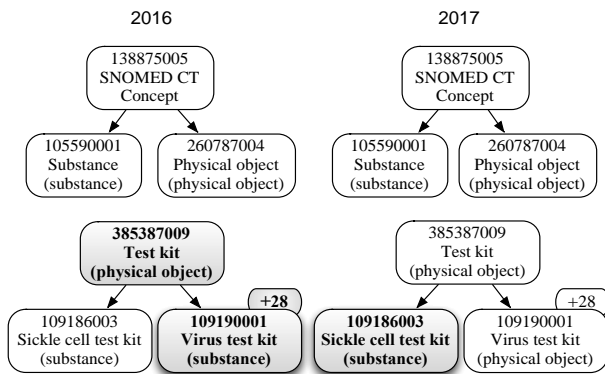 2016
2017
138875005
SNOMED CT
Concept
138875005
SNOMED CT
Concept
105590001
Substance
(substance)
260787004
Physical object
(physical object)
105590001
Substance
(substance)
260787004
Physical object
(physical object)
385387009
Test kit
(physical object)
385387009
Test kit
(physical object)
+28
+28
109186003
Sickle cell test kit
(substance)
109190001
Virus test kit
(substance)
109186003
Sickle cell test kit
(substance)
109190001
Virus test kit
(physical object)